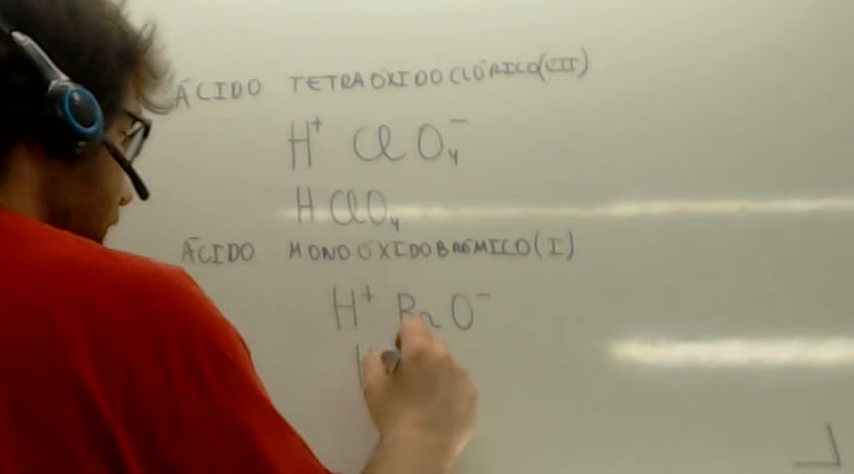 ÁCIDO TETRAÓXIDOCLÓRICO(VII)
H⁺ ClO₄⁻
HClO₄
ÁCIDO MONOÓXIDOBRÓMICO(I)
H⁺ BrO⁻
H